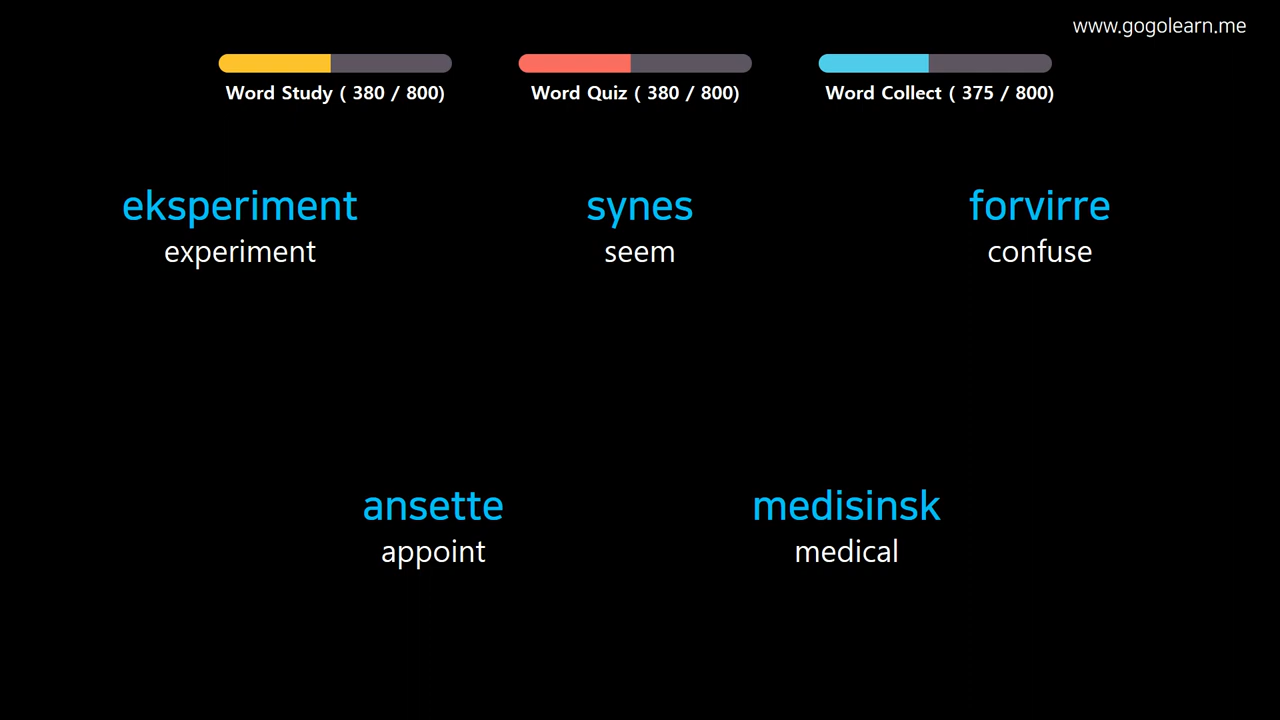 www.gogolearn.me
Word Study ( 380 / 800)
Word Quiz ( 380 / 800)
Word Collect ( 375 / 800)
eksperiment
experiment
synes
seem
forvirre
confuse
ansette
appoint
medisinsk
medical